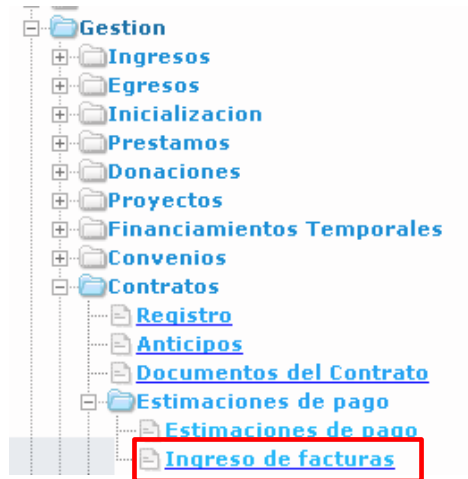 Gestion
Ingresos
Egresos
Inicializacion
Prestamos
Donaciones
Proyectos
Financiamientos Temporales
Convenios
Contratos
Registro
Anticipos
Documentos del Contrato
Estimaciones de pago
Estimaciones de pago
Ingreso de facturas